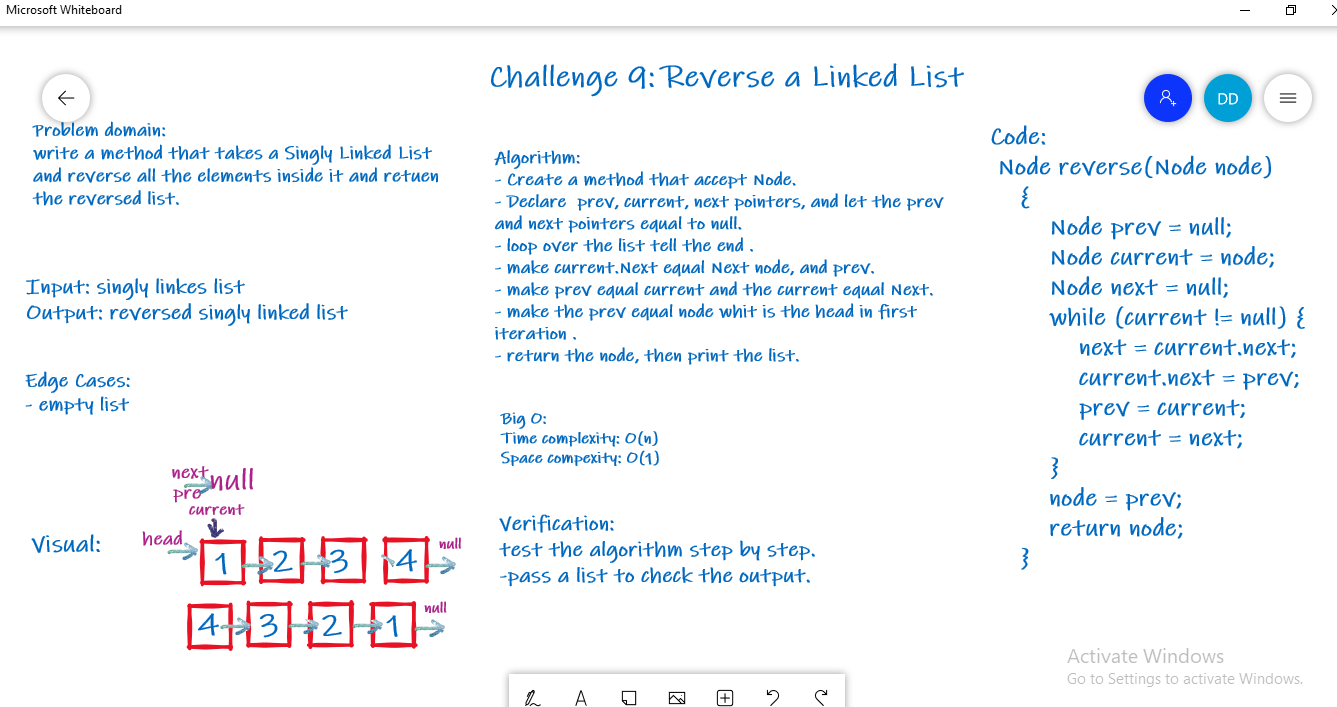 Microsoft Whiteboard
Challenge 9: Reverse a Linked List
DD
Problem domain:
write a method that takes a Singly Linked List
and reverse all the elements inside it and retuen
the reversed list.
Input: singly linkes list
Output: reversed singly linked list
Edge Cases:
- empty list
Visual:
next
null
pre
current
head
1 2 3 4
null
4 3 2 1
null
Algorithm:
- Create a method that accept Node.
- Declare prev, current, next pointers, and let the prev
and next pointers equal to null.
- loop over the list tell the end .
- make current.Next equal Next node, and prev.
- make prev equal current and the current equal Next.
- make the prev equal node whit is the head in first
iteration .
- return the node, then print the list.
Big O:
Time complexity: O(n)
Space compexity: O(1)
Verification:
test the algorithm step by step.
-pass a list to check the output.
Code:
Node reverse(Node node)
{
Node prev = null;
Node current = node;
Node next = null;
while (current != null) {
next = current.next;
current.next = prev;
prev = current;
current = next;
}
node = prev;
return node;
}
Activate Windows
Go to Settings to activate Windows.
A